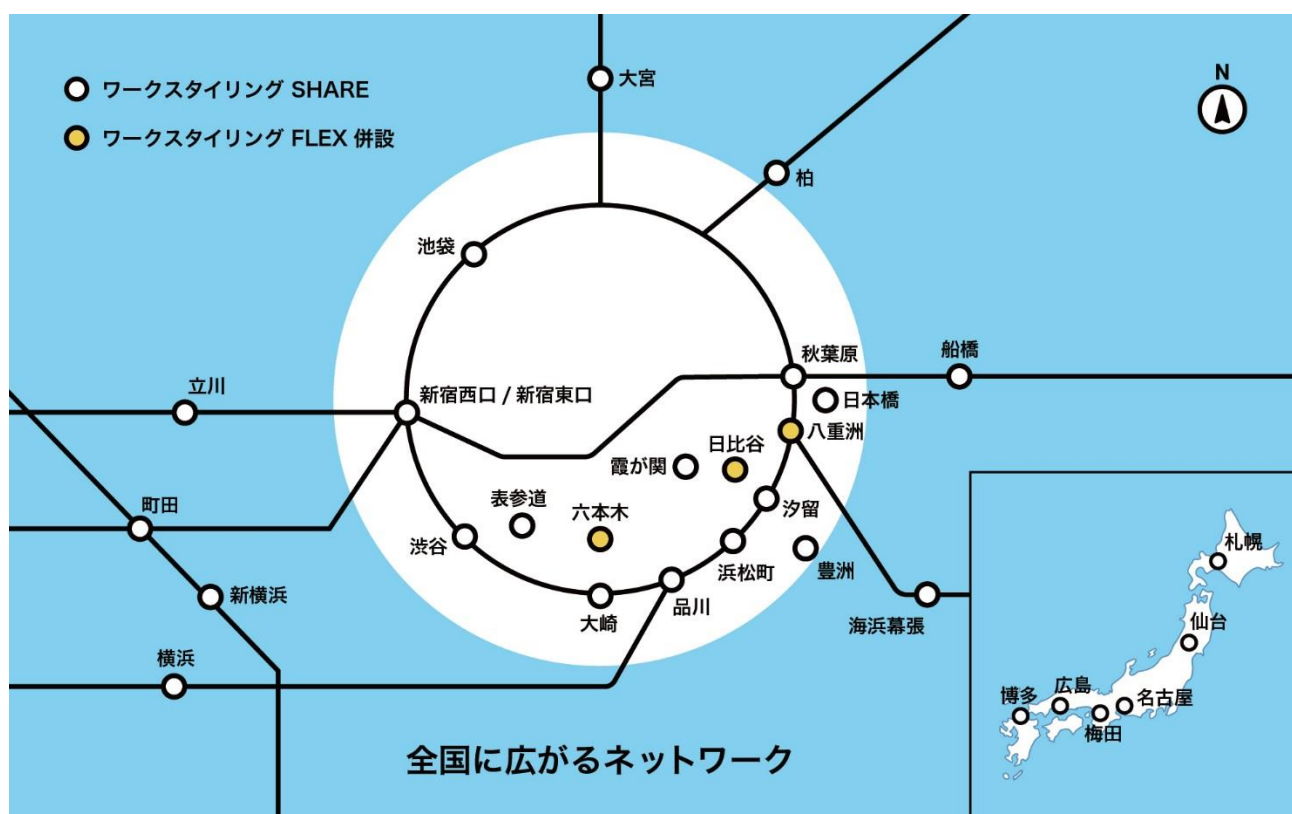 ワークスタイリング SHARE
ワークスタイリング FLEX 併設
N
大宮
柏
池袋
秋葉原
船橋
立川
新宿西口 / 新宿東口
日本橋
八重洲
日比谷
霞が関
町田
表参道
六本木
汐留
渋谷
浜松町
豊洲
新横浜
大崎
品川
海浜幕張
横浜
札幌
仙台
博多
広島
名古屋
梅田
全国に広がるネットワーク